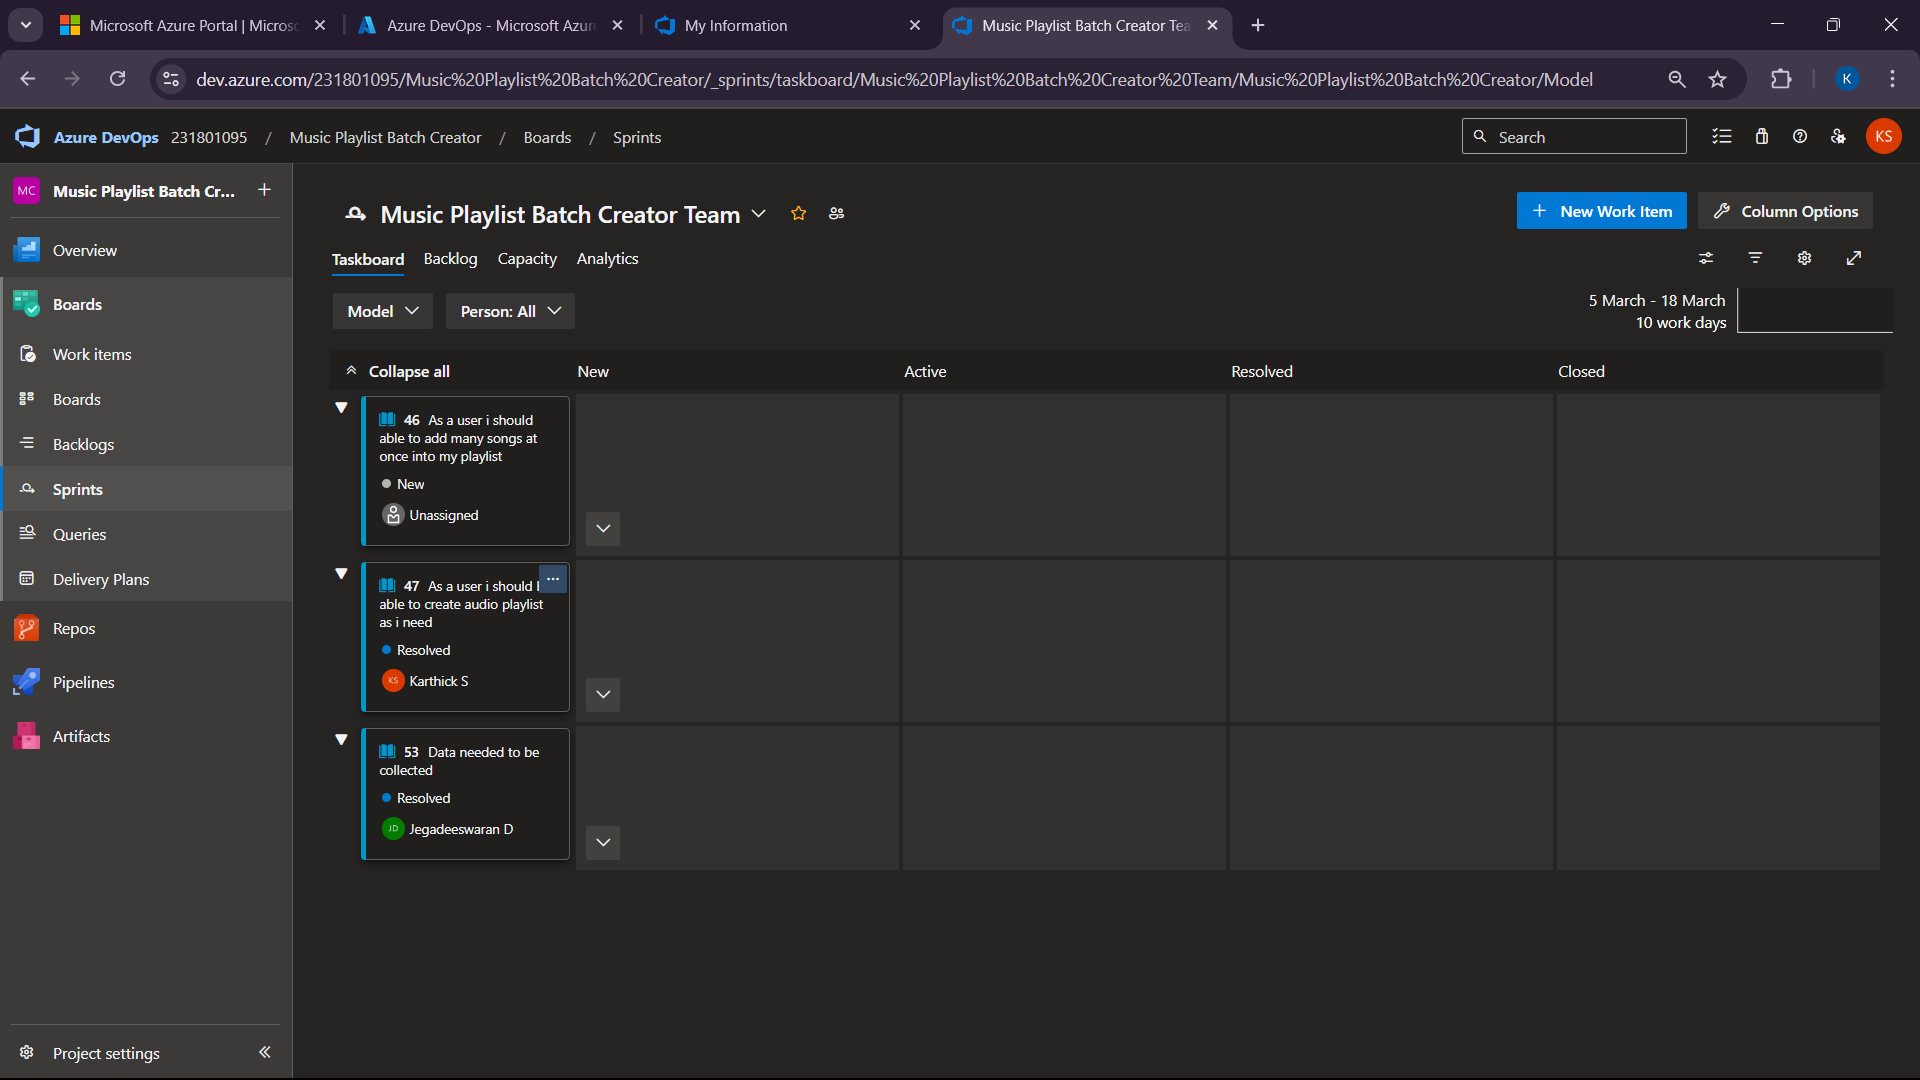 Microsoft Azure Portal | Micros
Azure DevOps - Microsoft Azur
My Information
Music Playlist Batch Creator Tea
dev.azure.com/231801095/Music%20Playlist%20Batch%20Creator/_sprints/taskboard/Music%20Playlist%20Batch%20Creator%20Team/Music%20Playlist%20Batch%20Creator/Model
K
Azure DevOps 231801095 / Music Playlist Batch Creator / Boards / Sprints
Search
KS
MC Music Playlist Batch Cr...
Overview
Boards
Work items
Boards
Backlogs
Sprints
Queries
Delivery Plans
Repos
Pipelines
Artifacts
Project settings
Music Playlist Batch Creator Team
New Work Item
Column Options
Taskboard Backlog Capacity Analytics
Model
Person: All
5 March - 18 March
10 work days
Collapse all New Active Resolved Closed
46 As a user i should
able to add many songs at
once into my playlist
New
Unassigned
47 As a user i should
able to create audio playlist
as i need
Resolved
KS Karthick S
53 Data needed to be
collected
Resolved
JD Jegadeeswaran D